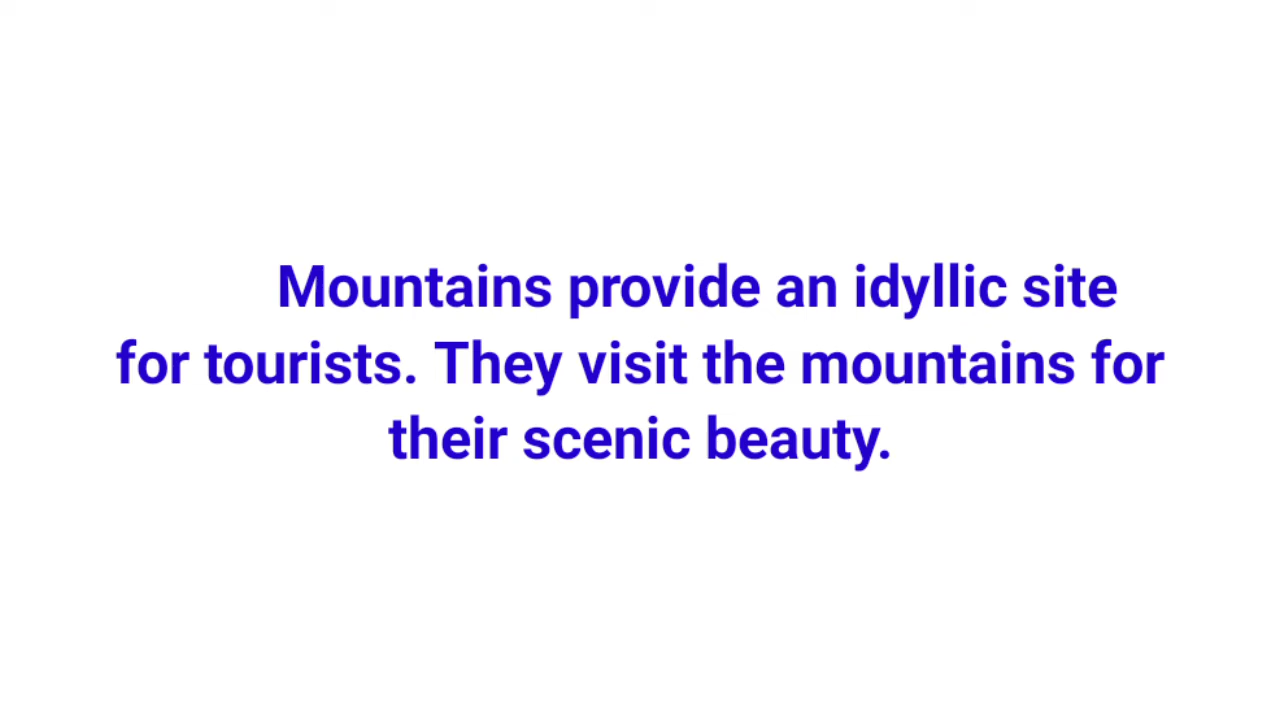 Mountains provide an idyllic site
for tourists. They visit the mountains for
their scenic beauty.